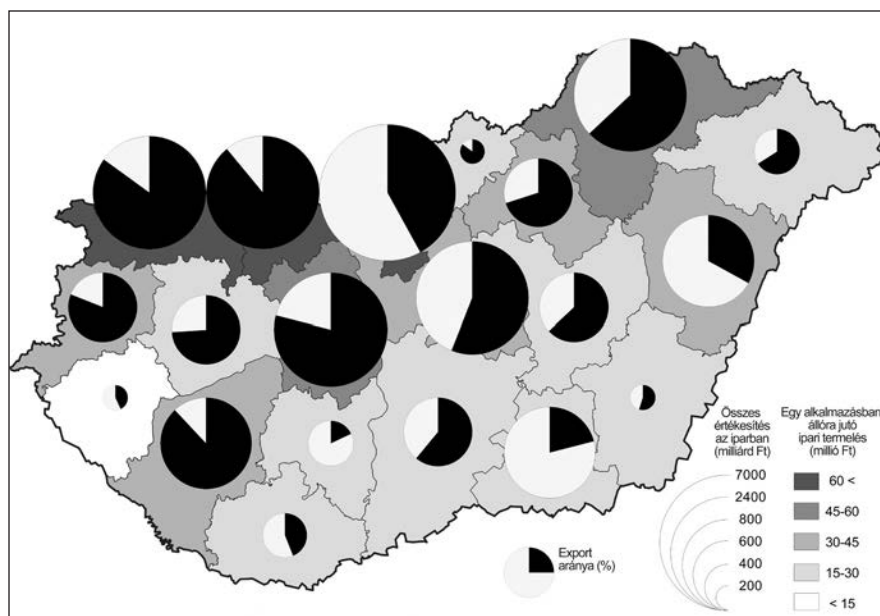 Összes
értékesítés
az iparban
(milliárd Ft)
7000
2400
800
600
400
200
Egy alkalmazásban
állóra jutó
ipari termelés
(millió Ft)
60 <
45-60
30-45
15-30
< 15
Export
aránya (%)